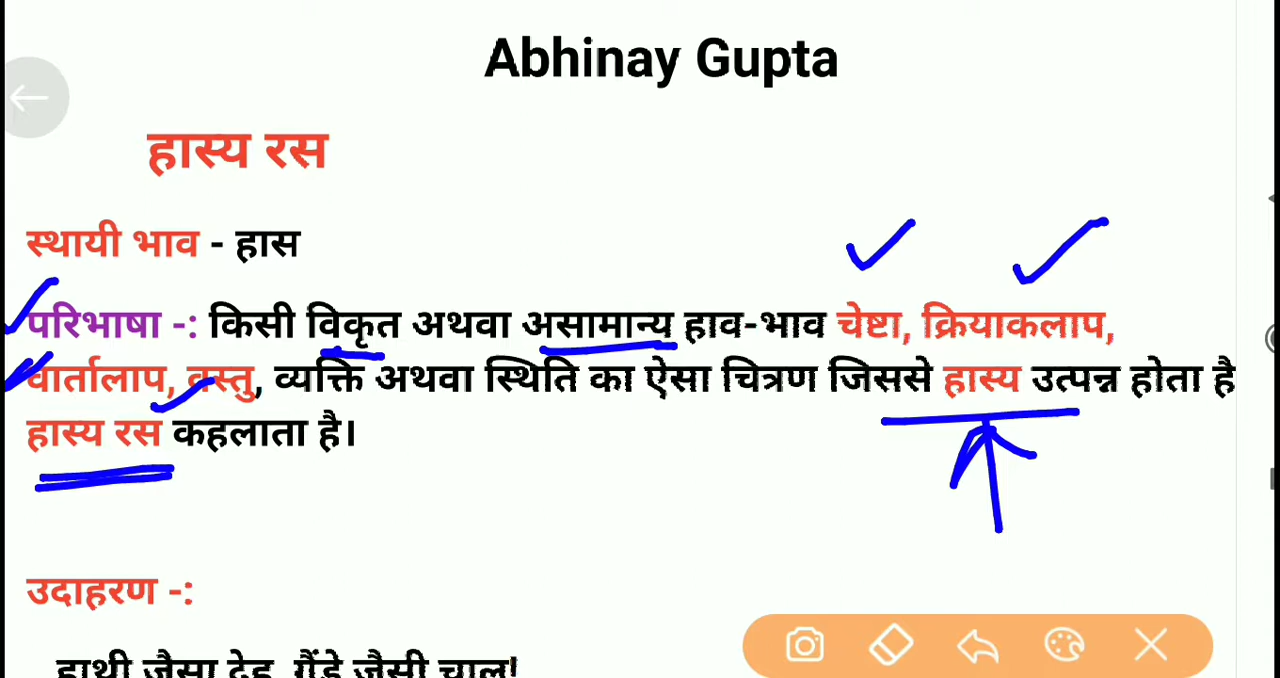 Abhinay Gupta
हास्य रस
स्थायी भाव - हास
परिभाषा -: किसी विकृत अथवा असामान्य हाव-भाव चेष्टा, क्रियाकलाप,
वार्तालाप, वस्तु, व्यक्ति अथवा स्थिति का ऐसा चित्रण जिससे हास्य उत्पन्न होता है
हास्य रस कहलाता है।
उदाहरण -:
हाथी जैसा देह, गैंडे जैसी चाल!